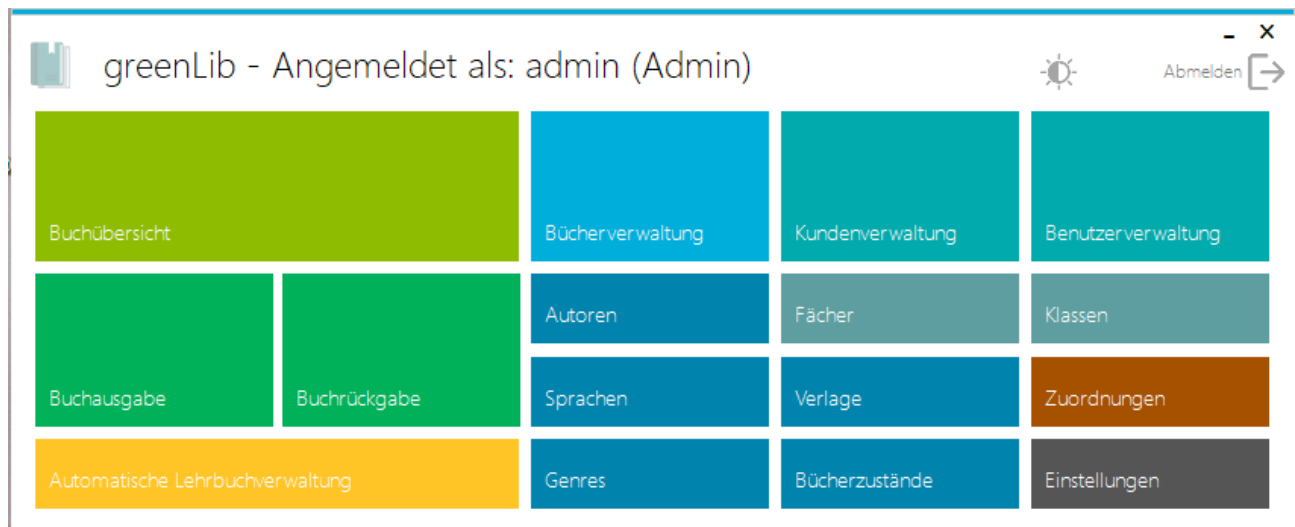 greenLib - Angemeldet als: admin (Admin)
Abmelden
Buchübersicht
Bücherverwaltung
Kundenverwaltung
Benutzerverwaltung
Autoren
Fächer
Klassen
Buchausgabe
Buchrückgabe
Sprachen
Verlage
Zuordnungen
Automatische Lehrbuchverwaltung
Genres
Bücherzustände
Einstellungen